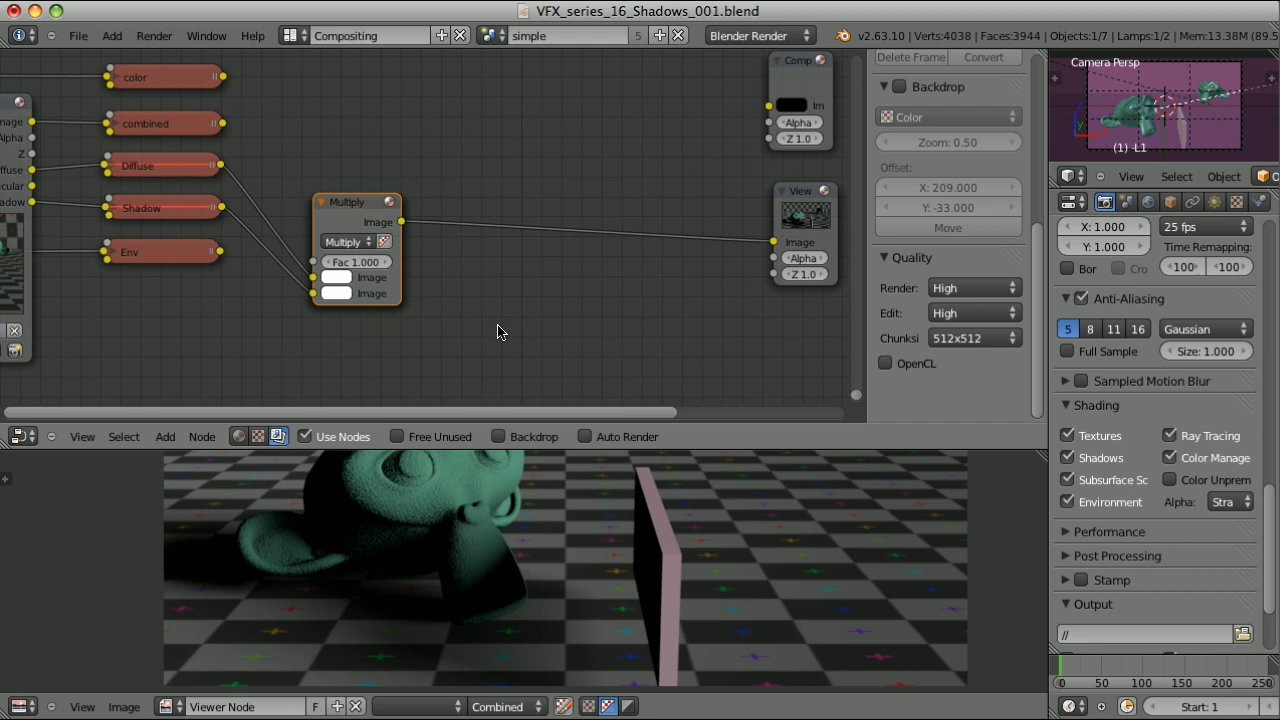 VFX_series_16_Shadows_001.blend
File Add Render Window Help Compositing simple 5 Blender Render v2.63.10 | Verts:4038 | Faces:3944 | Objects:1/7 | Lamps:1/2 | Mem:13.38M (89.5
color
combined
Diffuse
Shadow
Env
mage
lpha
Z
ffuse
ecular
adow
Multiply
Image
Multiply
Fac 1.000
Image
Image
Comp
Im
Alpha
Z 1.0
View
Image
Alpha
Z 1.0
Delete Frame Convert
Backdrop
Color
Zoom: 0.50
Offset:
X: 209.000
Y: -33.000
Move
Quality
Render: High
Edit: High
Chunksi 512x512
OpenCL
View Select Add Node Use Nodes Free Unused Backdrop Auto Render
View Image Viewer Node F Combined
Camera Persp
y
(1) -L1
View Select Object O
X: 1.000 25 fps
Y: 1.000 Time Remapping:
Bor Cro 100 100
Anti-Aliasing
5 8 11 16 Gaussian
Full Sample Size: 1.000
Sampled Motion Blur
Shading
Textures Ray Tracing
Shadows Color Manage
Subsurface Sc Color Unprem
Environment Alpha: Stra
Performance
Post Processing
Stamp
Output
//
0 50 100 150 200 250
Start: 1